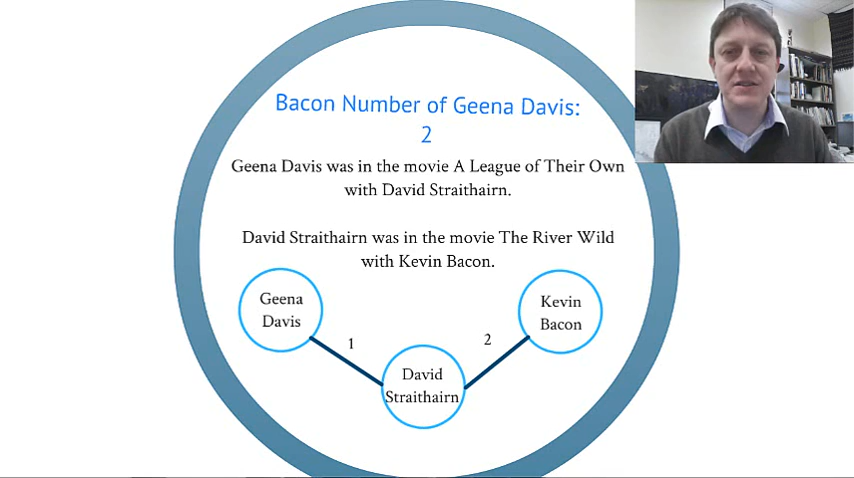 Bacon Number of Geena Davis:
2
Geena Davis was in the movie A League of Their Own
with David Straithairn.
David Straithairn was in the movie The River Wild
with Kevin Bacon.
Geena
Davis
Kevin
Bacon
1
2
David
Straithairn